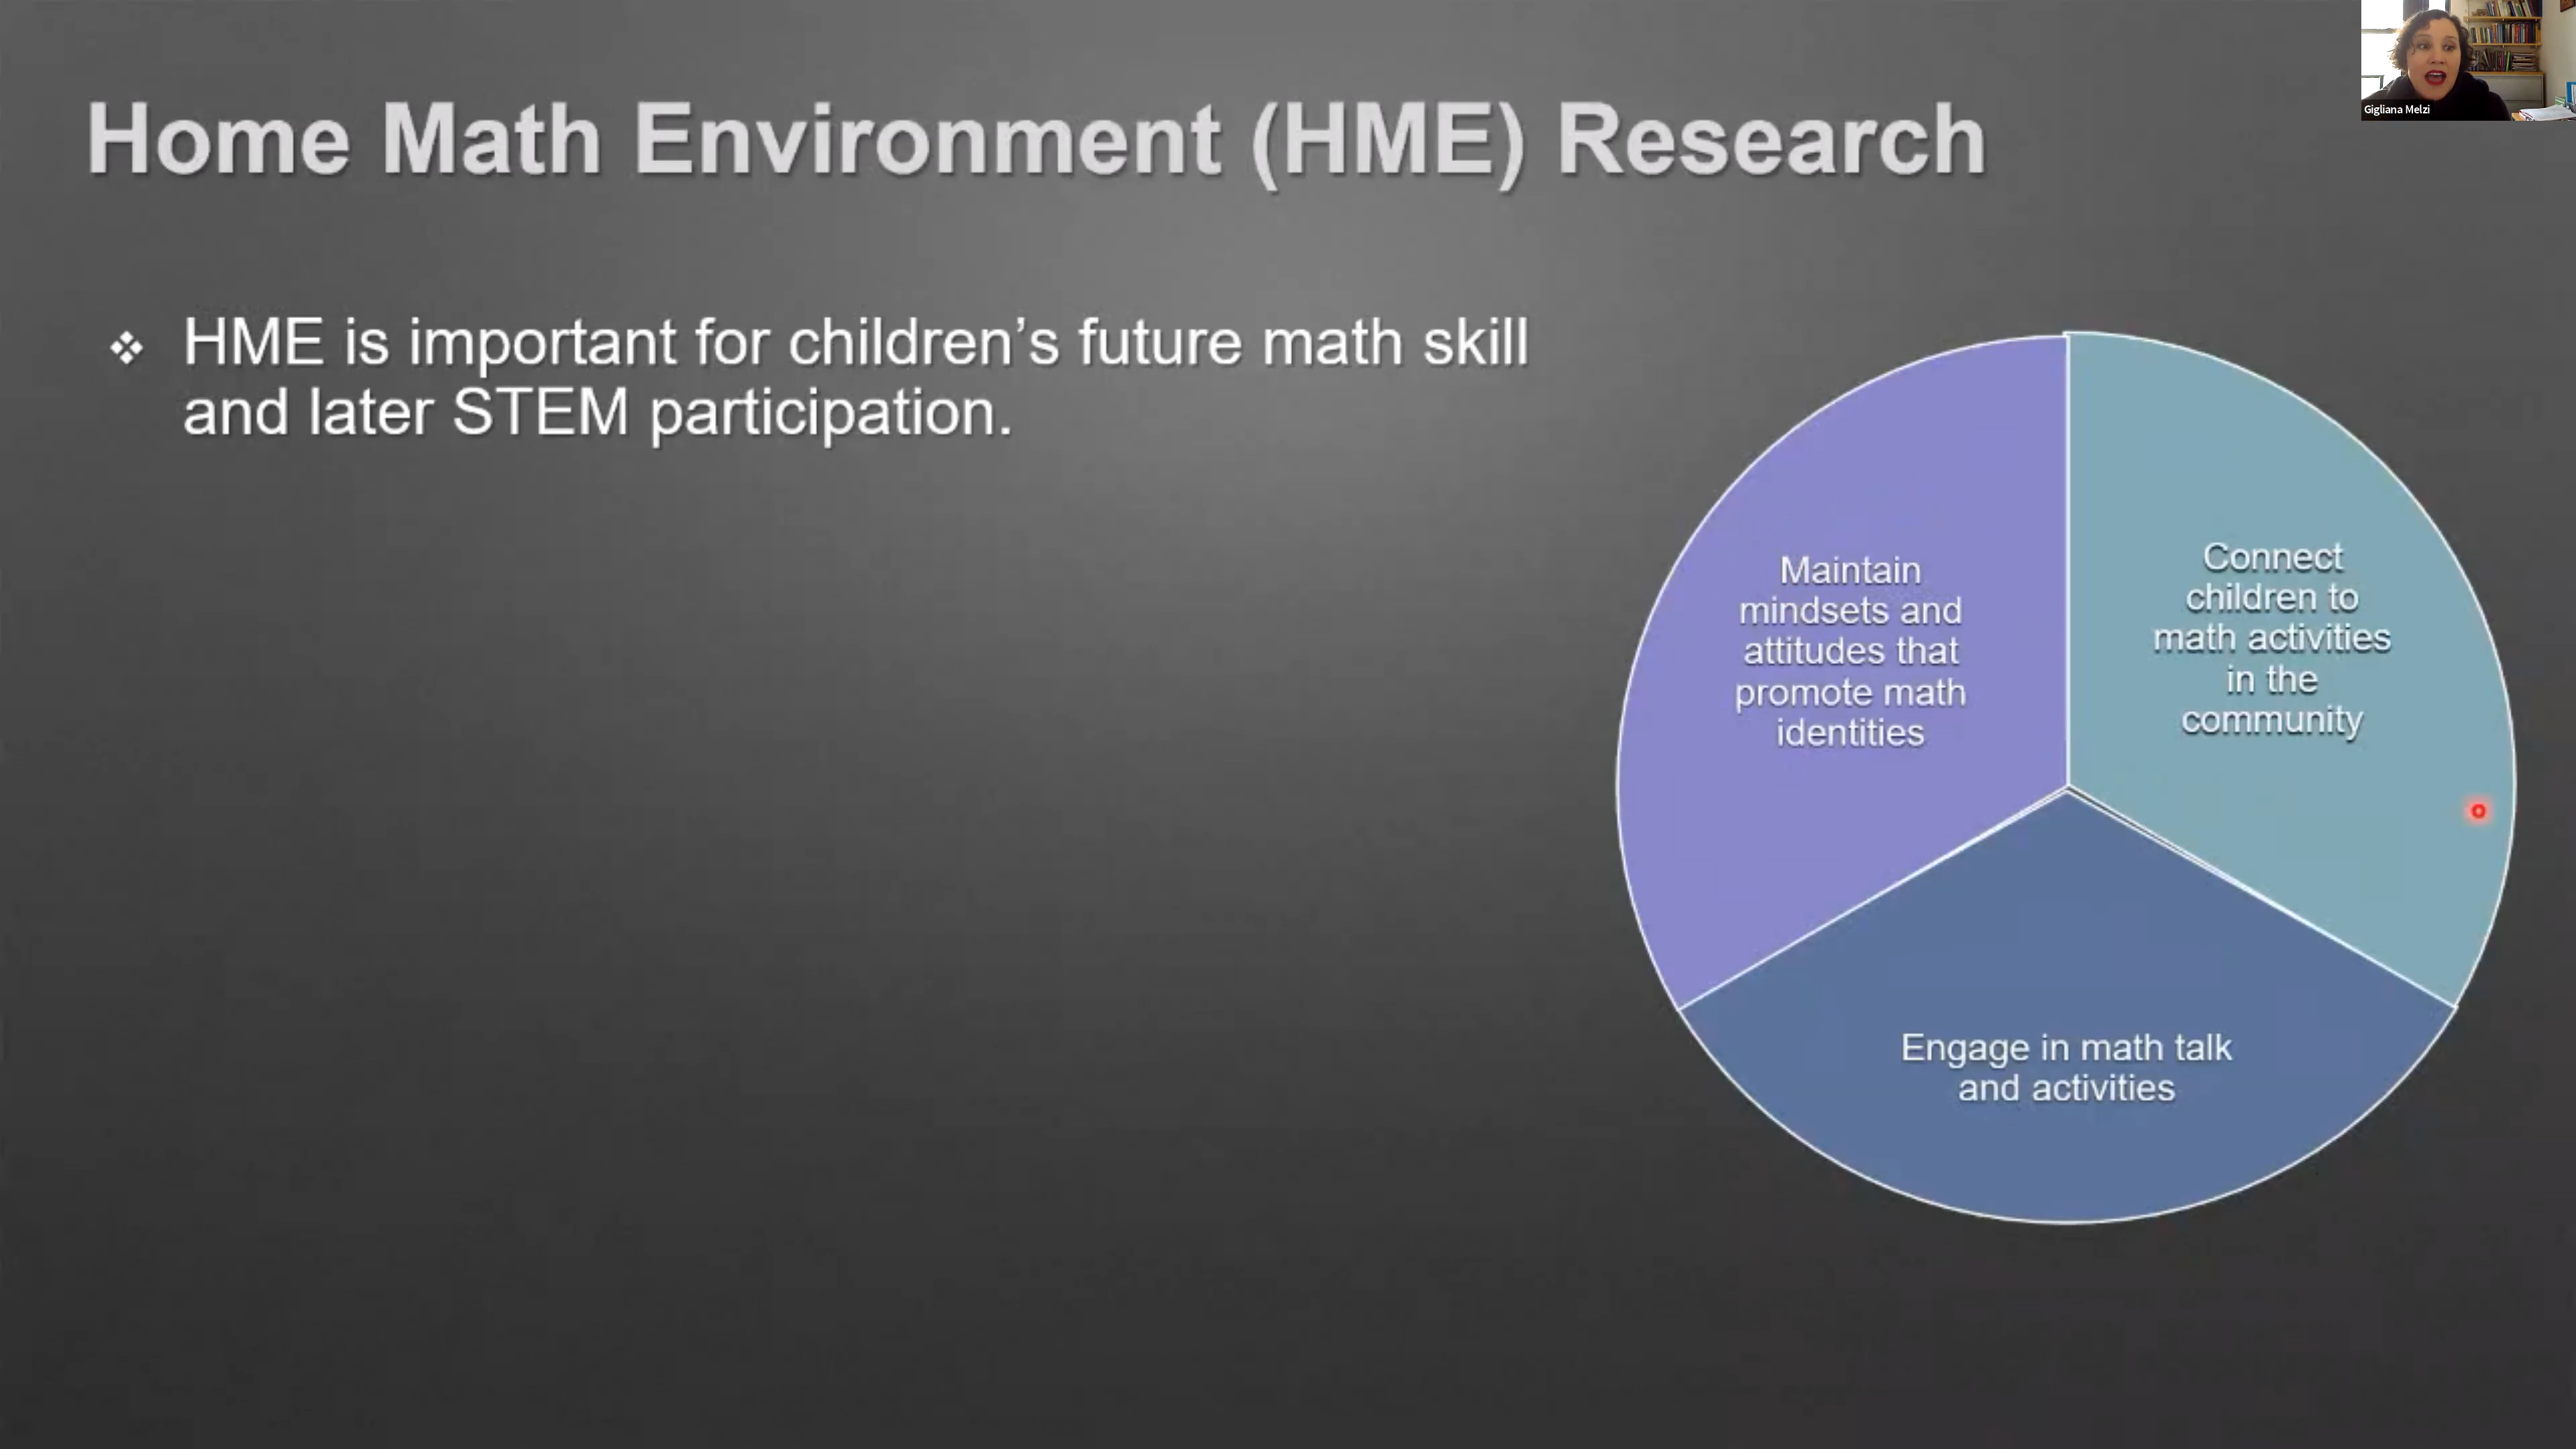 Gigliana Melzi
Home Math Environment (HME) Research
HME is important for children’s future math skill
and later STEM participation.
Maintain
mindsets and
attitudes that
promote math
identities
Connect
children to
math activities
in the
community
Engage in math talk
and activities